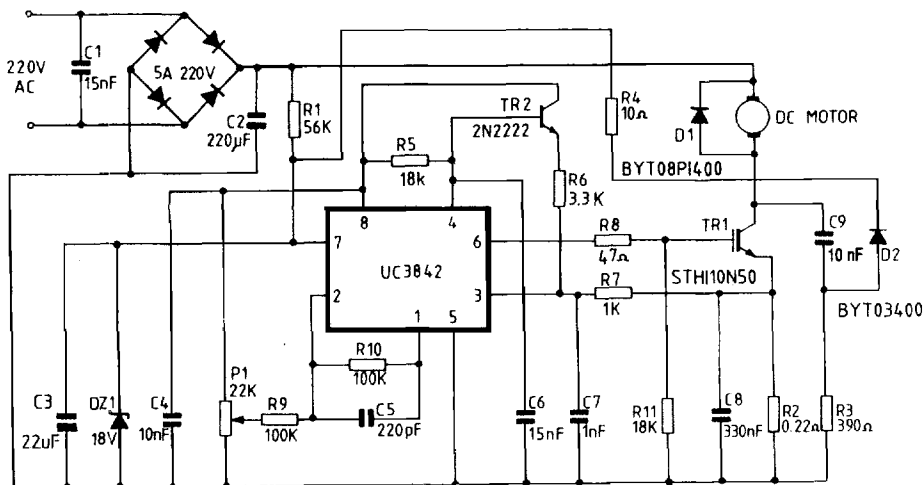 220V
AC
C1
15nF
5A 220V
C2
220µF
R1
56K
R5
18k
TR2
2N2222
R6
3.3 K
R4
10Ω
D1
DC MOTOR
BYT08PI400
8
4
7
6
2
3
1
5
UC3842
R8
47Ω
R7
1K
TR1
STHI10N50
C9
10 nF
D2
BYT03400
R10
100K
C5
220pF
P1
22K
R9
100K
C3
22uF
DZ1
18V
C4
10nF
C6
15nF
C7
1nF
R11
18K
C8
330nF
R2
0.22Ω
R3
390Ω